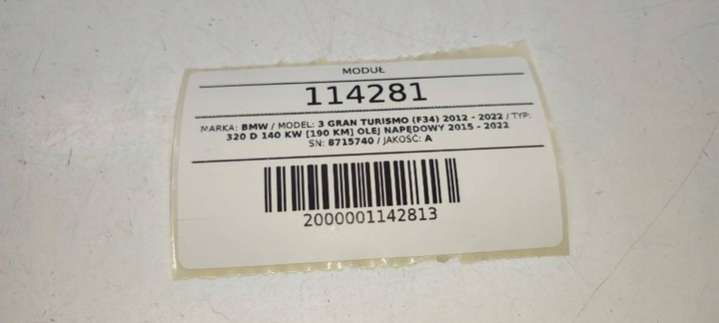 MODUŁ
114281
MARKA: BMW / MODEL: 3 GRAN TURISMO (F34) 2012 - 2022 / TYP:
320 D 140 KW [190 KM] OLEJ NAPĘDOWY 2015 - 2022
SN: 8715740 / JAKOŚĆ: A
2000001142813